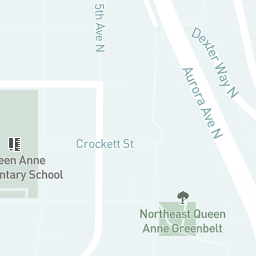 5th Ave N
Dexter Way N
Aurora Ave N
Crockett St
een Anne
ntary School
Northeast Queen
Anne Greenbelt